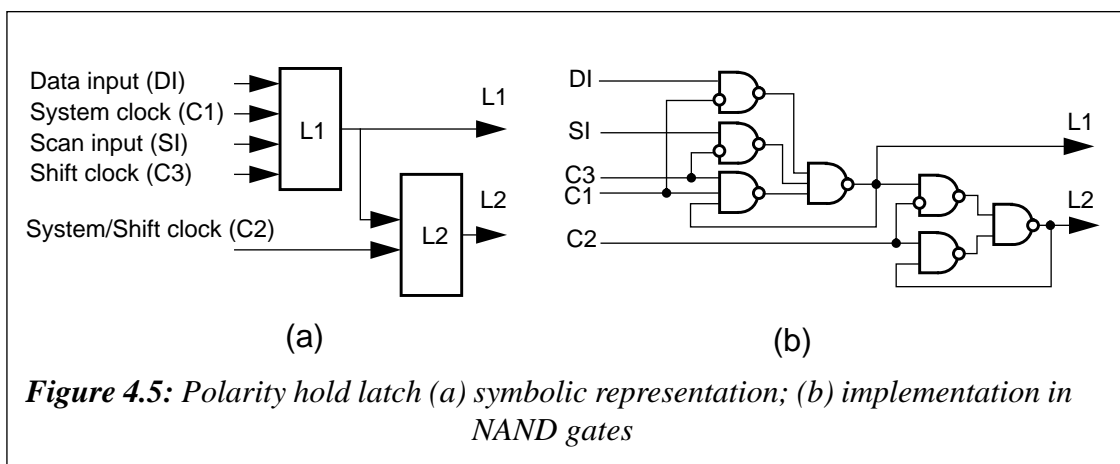 Data input (DI)
System clock (C1)
Scan input (SI)
Shift clock (C3)
System/Shift clock (C2)
L1
L1
L2
L2
(a)
DI
SI
C3
C1
C2
L1
L2
(b)
Figure 4.5: Polarity hold latch (a) symbolic representation; (b) implementation in
NAND gates